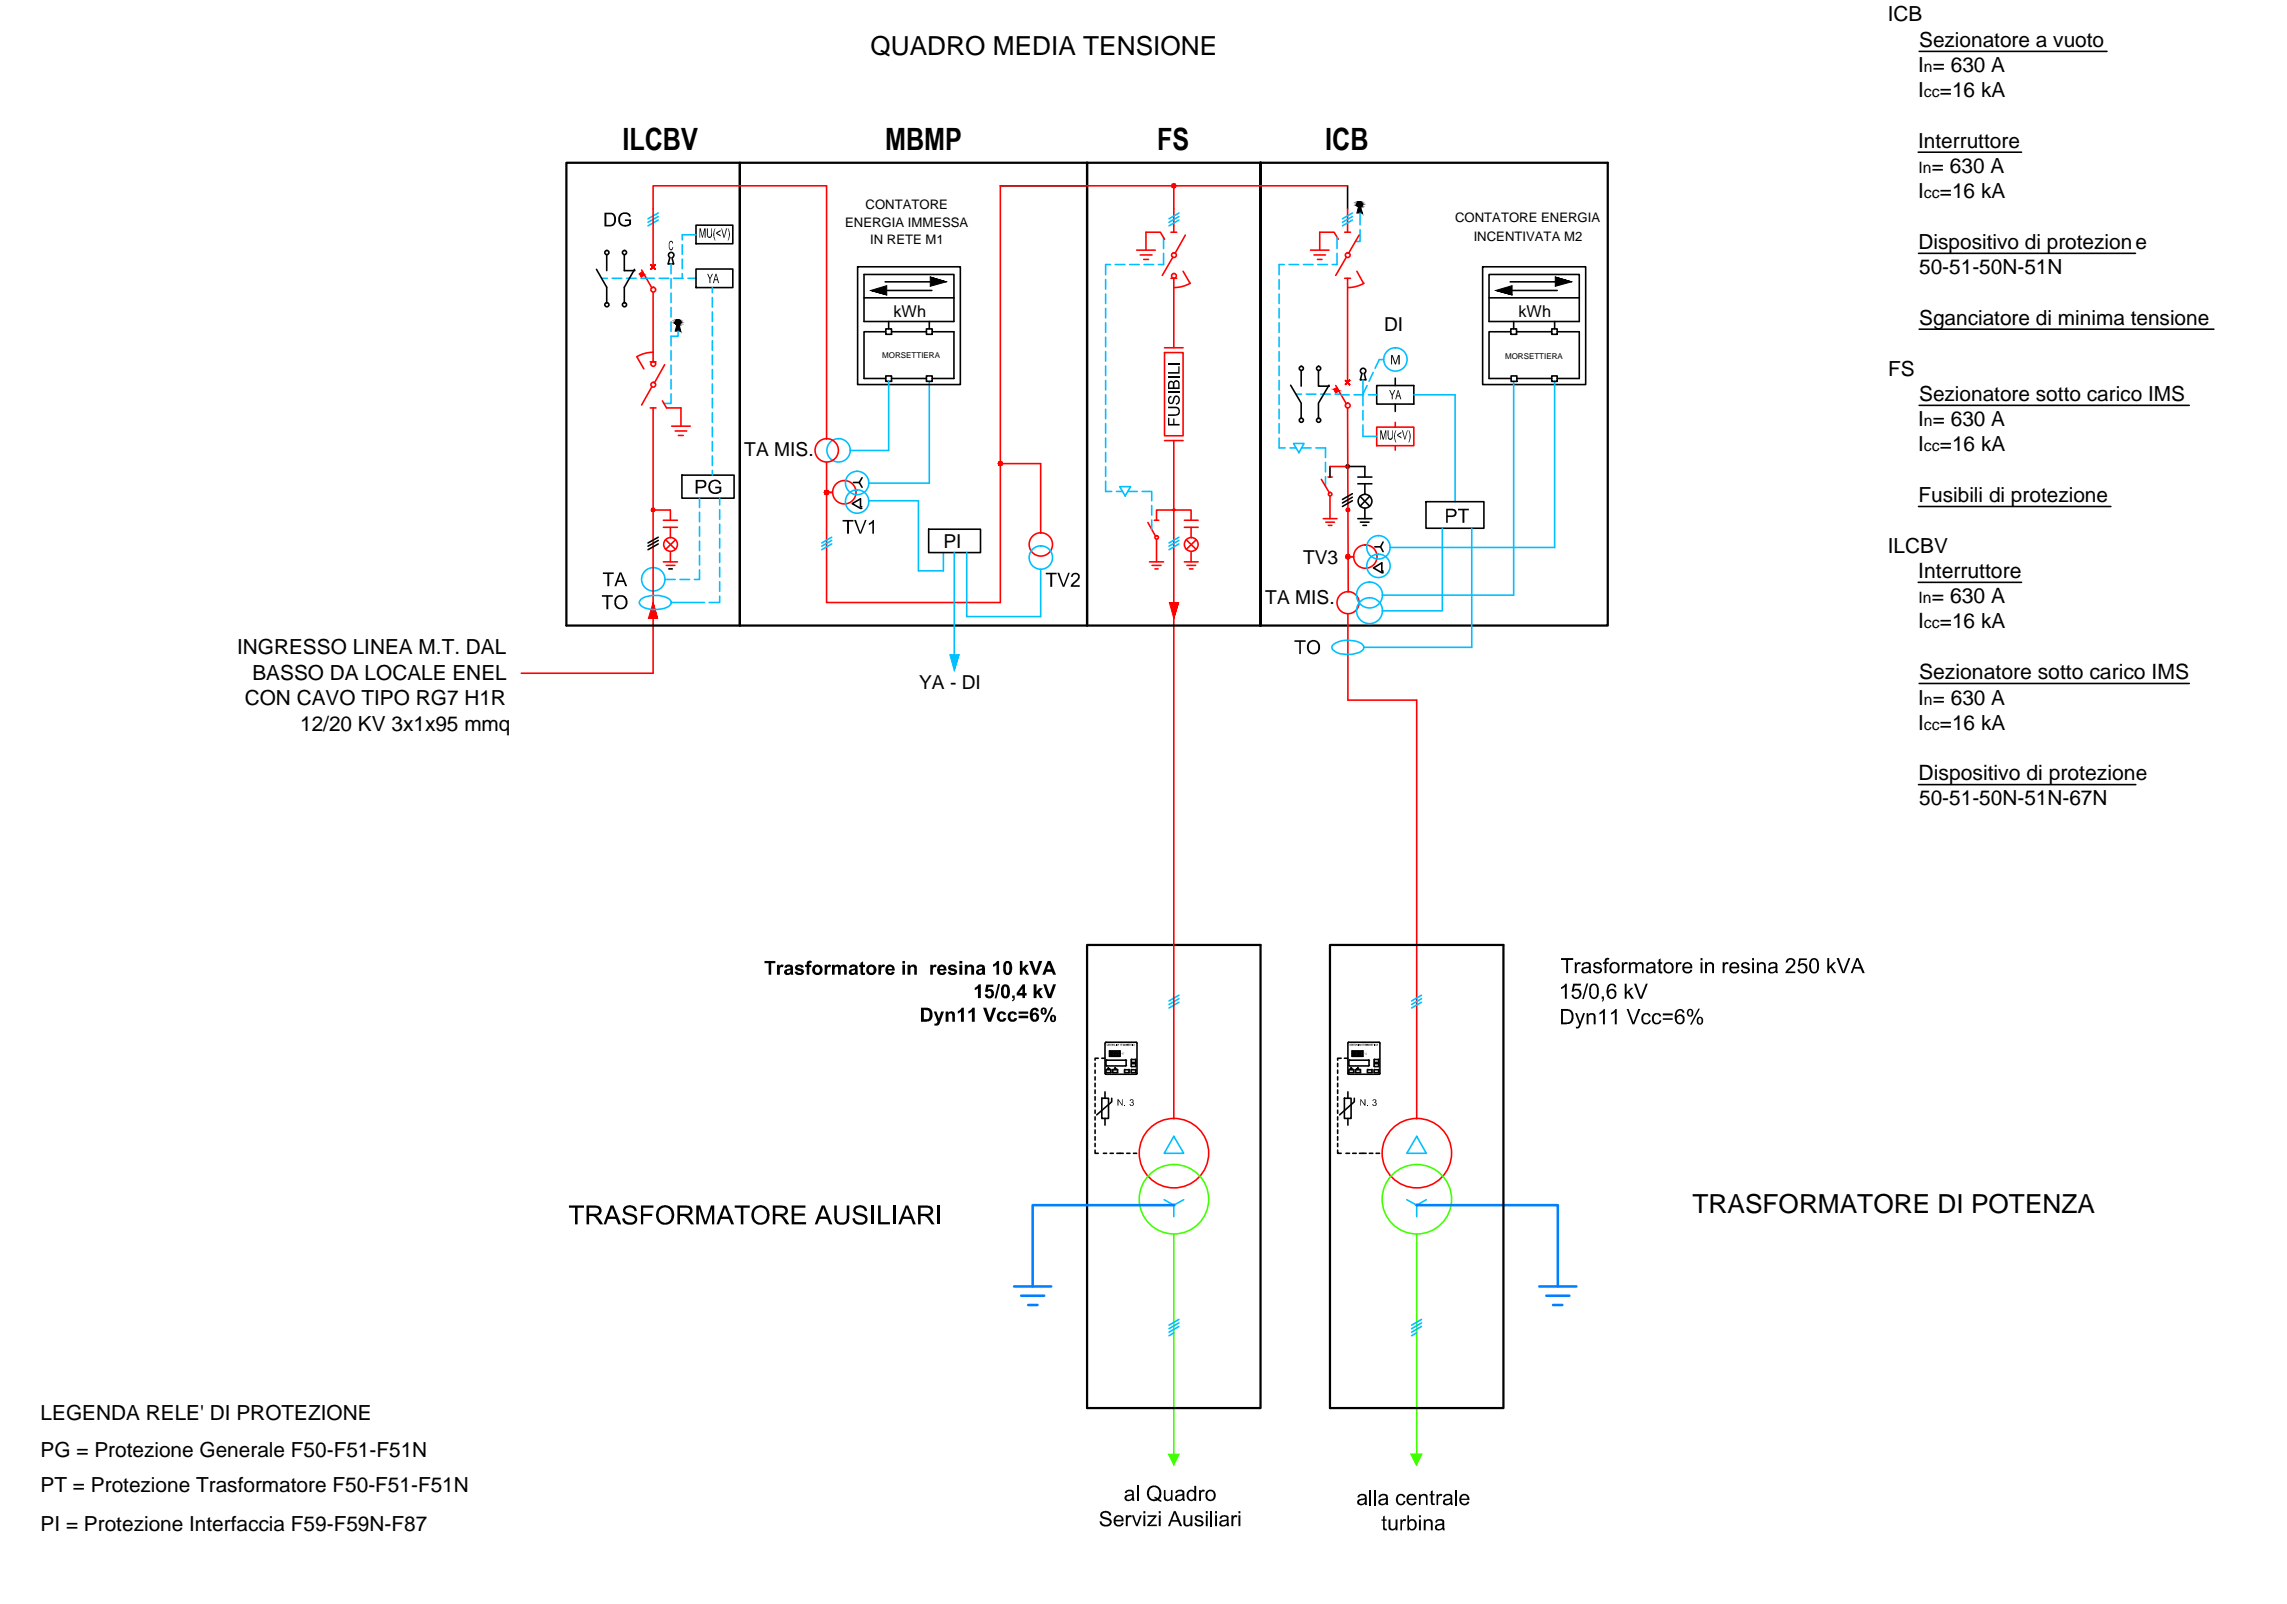 QUADRO MEDIA TENSIONE
ILCBV
MBMP
FS
ICB
DG
C
MU(<V)
YA
PG
TA
TO
INGRESSO LINEA M.T. DAL
BASSO DA LOCALE ENEL
CON CAVO TIPO RG7 H1R
12/20 KV 3x1x95 mmq
CONTATORE
ENERGIA IMMESSA
IN RETE M1
kWh
MORSETTIERA
TA MIS.
TV1
PI
TV2
YA - DI
FUSIBILI
CONTATORE ENERGIA
INCENTIVATA M2
kWh
MORSETTIERA
DI
M
YA
MU(<V)
PT
TV3
TA MIS.
TO
ICB
Sezionatore a vuoto
In= 630 A
Icc=16 kA
Interruttore
In= 630 A
Icc=16 kA
Dispositivo di protezione
50-51-50N-51N
Sganciatore di minima tensione
FS
Sezionatore sotto carico IMS
In= 630 A
Icc=16 kA
Fusibili di protezione
ILCBV
Interruttore
In= 630 A
Icc=16 kA
Sezionatore sotto carico IMS
In= 630 A
Icc=16 kA
Dispositivo di protezione
50-51-50N-51N-67N
Trasformatore in resina 10 kVA
15/0,4 kV
Dyn11 Vcc=6%
N. 3
TRASFORMATORE AUSILIARI
al Quadro
Servizi Ausiliari
Trasformatore in resina 250 kVA
15/0,6 kV
Dyn11 Vcc=6%
N. 3
TRASFORMATORE DI POTENZA
alla centrale
turbina
LEGENDA RELE' DI PROTEZIONE
PG = Protezione Generale F50-F51-F51N
PT = Protezione Trasformatore F50-F51-F51N
PI = Protezione Interfaccia F59-F59N-F87